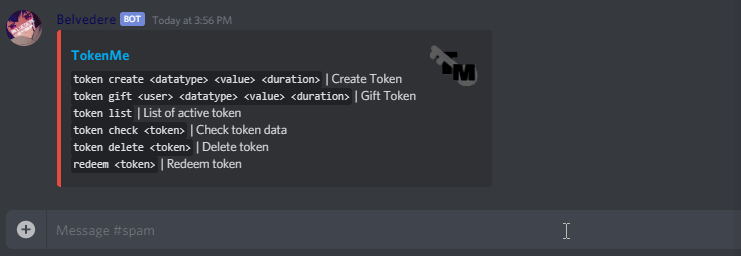 Belvedere BOT Today at 3:56 PM
TokenMe
TM
token create <datatype> <value> <duration> | Create Token
token gift <user> <datatype> <value> <duration> | Gift Token
token list | List of active token
token check <token> | Check token data
token delete <token> | Delete token
redeem <token> | Redeem token
Message #spam